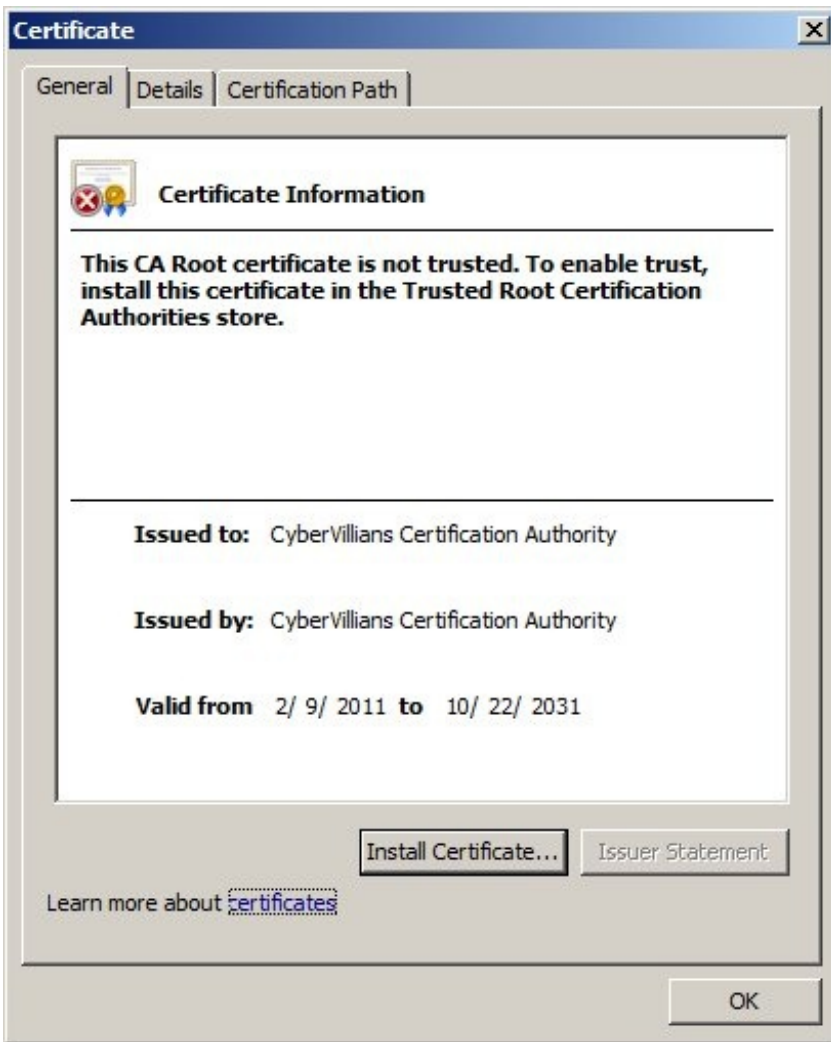 Certificate
General Details Certification Path
Certificate Information
This CA Root certificate is not trusted. To enable trust,
install this certificate in the Trusted Root Certification
Authorities store.
Issued to: CyberVillians Certification Authority
Issued by: CyberVillians Certification Authority
Valid from 2/ 9/ 2011 to 10/ 22/ 2031
Install Certificate... Issuer Statement
Learn more about certificates
OK